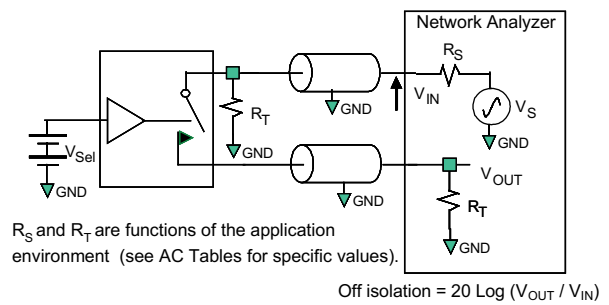 Network Analyzer
R_S
V_IN
V_S
GND
GND
R_T
GND
V_Sel
GND
GND
V_OUT
R_T
GND
R_S and R_T are functions of the application
environment (see AC Tables for specific values).
Off isolation = 20 Log (V_OUT / V_IN)